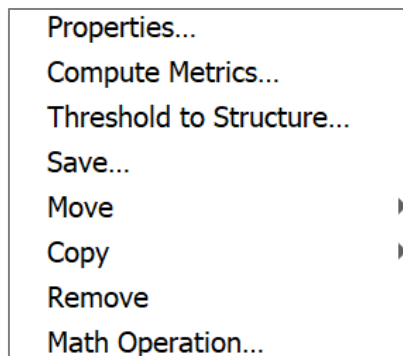 Properties...
Compute Metrics...
Threshold to Structure...
Save...
Move
Copy
Remove
Math Operation...